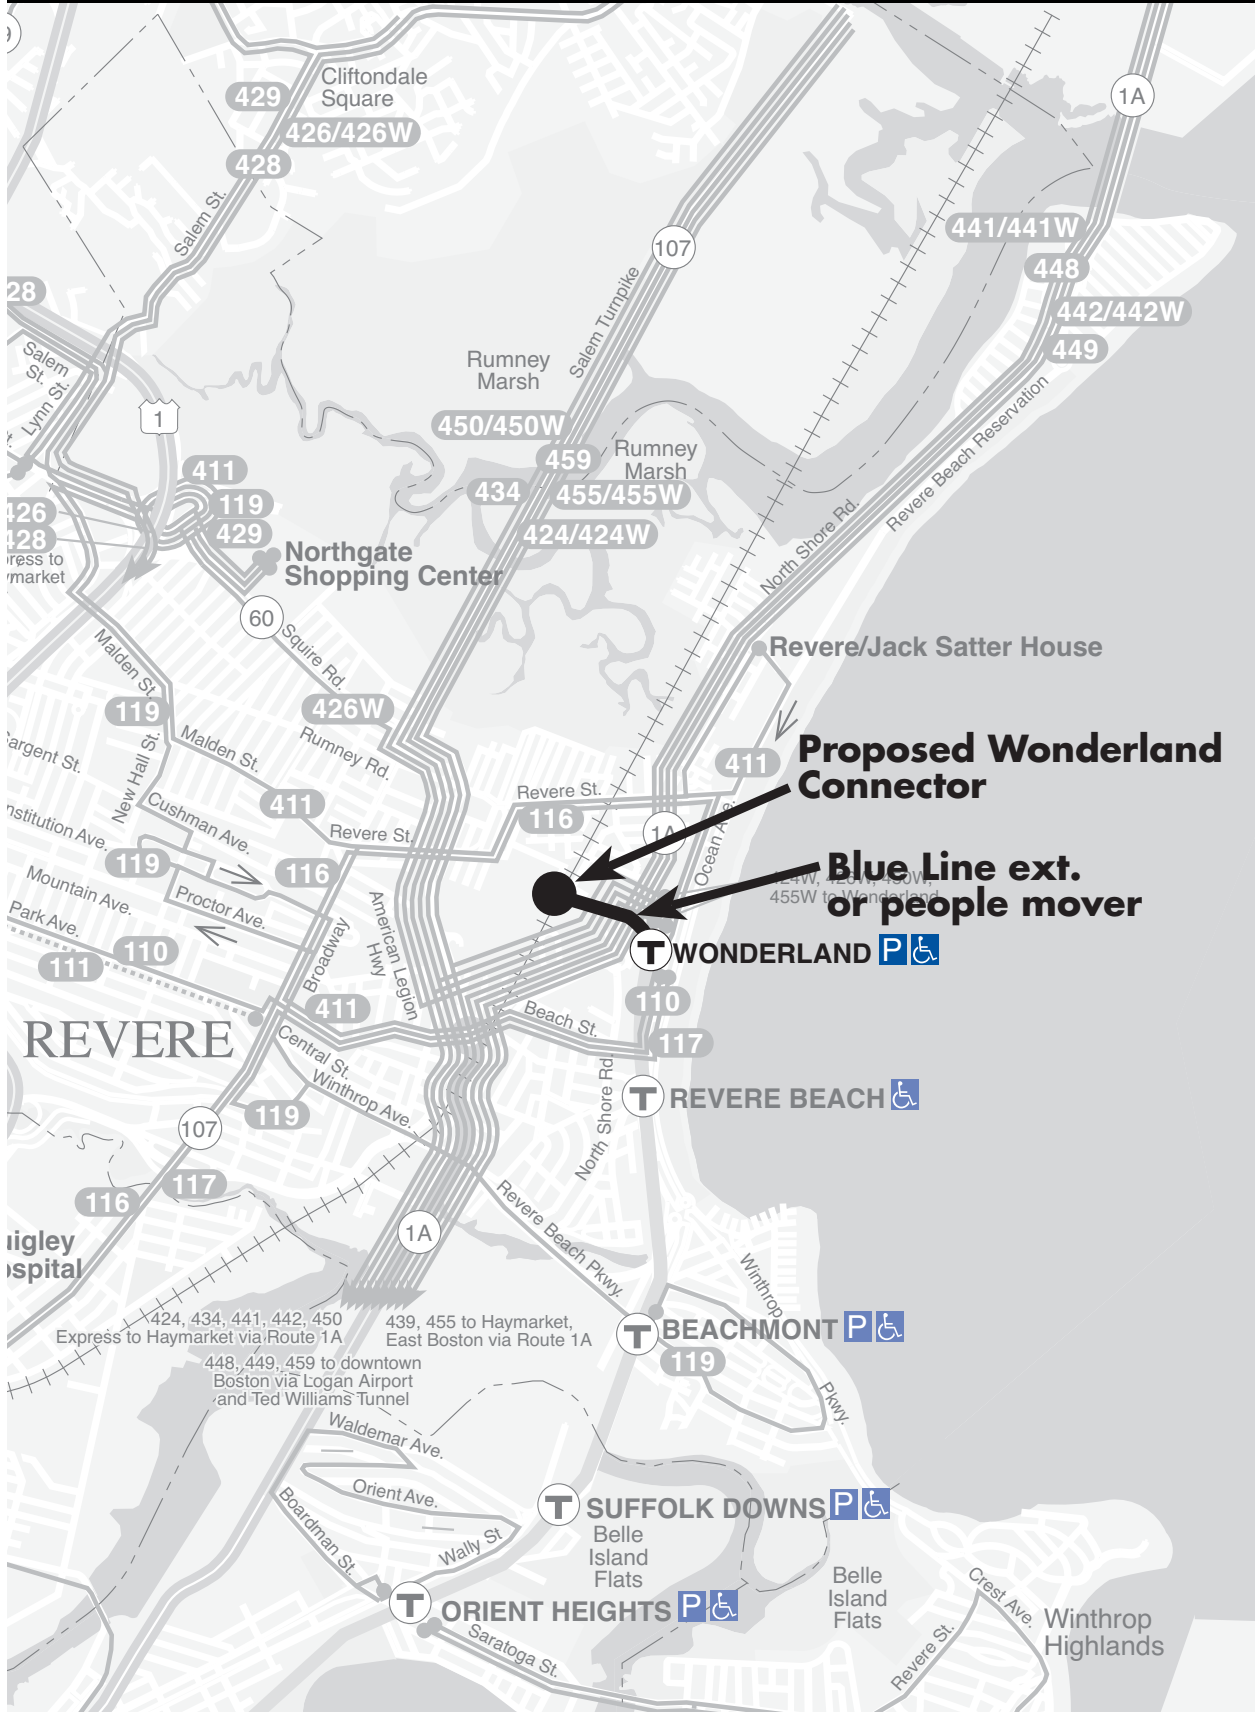 9
Cliftondale
Square
429
426/426W
428
1A
Salem St.
107
441/441W
448
442/442W
449
28
Salem Turnpike
Salem
St.
Lynn St.
1
Rumney
Marsh
Revere Beach Reservation
450/450W
Rumney
Marsh
459
411
434
455/455W
119
426
428
429
424/424W
North Shore Rd.
Northgate
Shopping Center
60
Squire Rd.
Malden St.
Revere/Jack Satter House
119
426W
Rumney Rd.
Malden St.
New Hall St.
Proposed Wonderland
Connector
411
Revere St.
116
1A
Ocean Ave.
411
Cushman Ave.
Revere St.
119
116
Mountain Ave.
Proctor Ave.
Park Ave.
American Legion
Hwy
Blue Line ext.
or people mover
455W to Wonderland
T WONDERLAND P
110
111
Broadway
411
110
Beach St.
117
REVERE
Central St.
Winthrop Ave.
North Shore Rd.
T REVERE BEACH
119
107
117
116
Revere Beach Pkwy.
1A
Winthrop
Pkwy.
424, 434, 441, 442, 450
Express to Haymarket via Route 1A
439, 455 to Haymarket,
East Boston via Route 1A
T BEACHMONT P
119
448, 449, 459 to downtown
Boston via Logan Airport
and Ted Williams Tunnel
Waldemar Ave.
Orient Ave.
Boardman St.
Wally St
T SUFFOLK DOWNS P
Belle
Island
Flats
Belle
Island
Flats
T ORIENT HEIGHTS P
Saratoga St.
Crest Ave.
Revere St.
Winthrop
Highlands